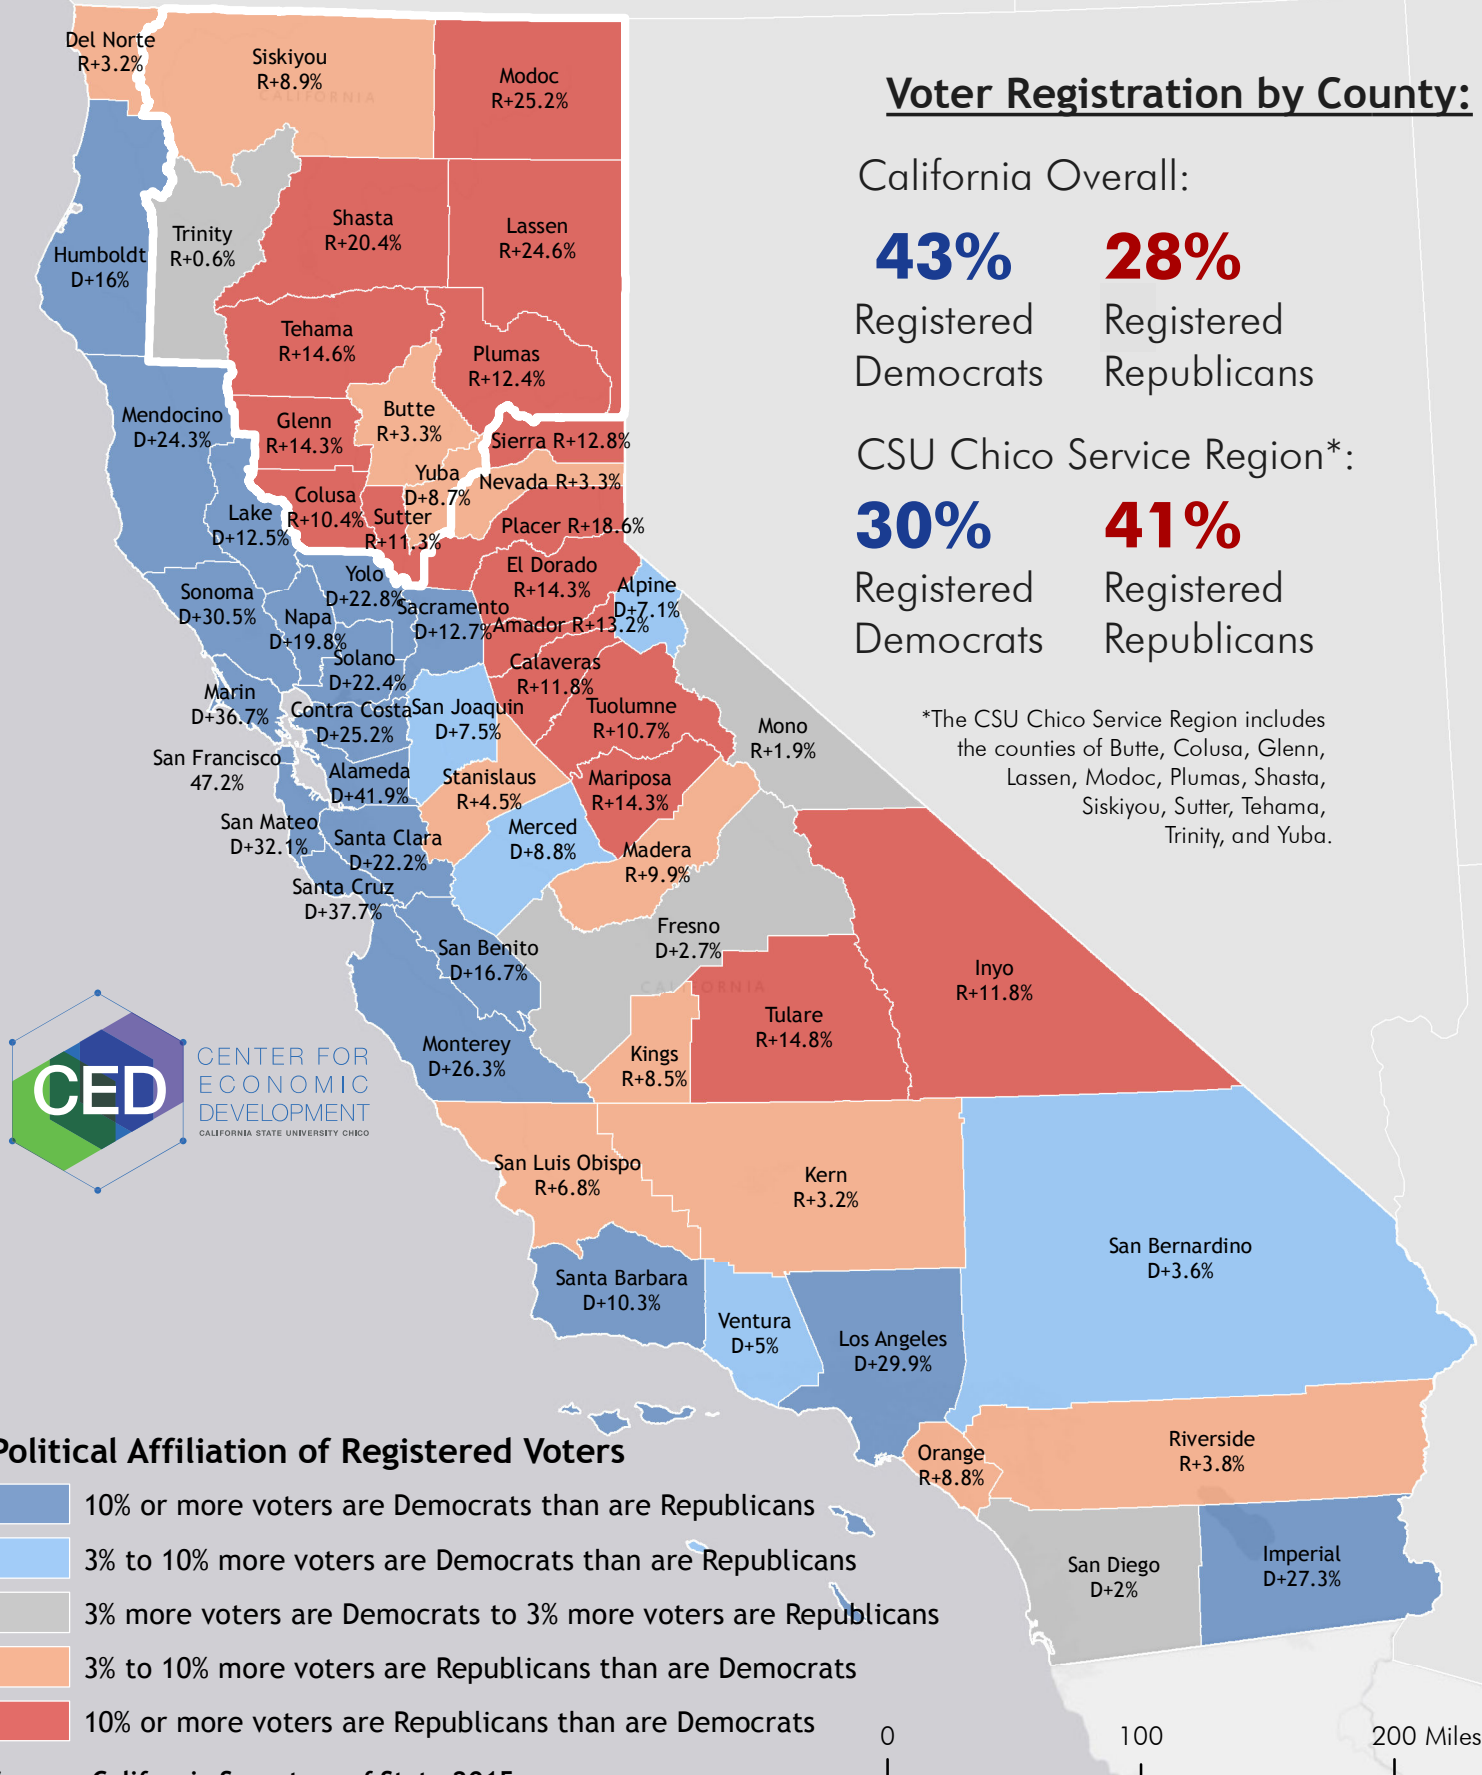 Voter Registration by County:
California Overall:
43% 28%
Registered Registered
Democrats Republicans
CSU Chico Service Region*:
30% 41%
Registered Registered
Democrats Republicans
*The CSU Chico Service Region includes
the counties of Butte, Colusa, Glenn,
Lassen, Modoc, Plumas, Shasta,
Siskiyou, Sutter, Tehama,
Trinity, and Yuba.
Del Norte
R+3.2%
Siskiyou
R+8.9%
CALIFORNIA
Modoc
R+25.2%
Humboldt
D+16%
Trinity
R+0.6%
Shasta
R+20.4%
Lassen
R+24.6%
Tehama
R+14.6%
Plumas
R+12.4%
Mendocino
D+24.3%
Glenn
R+14.3%
Butte
R+3.3%
Sierra R+12.8%
Yuba
D+8.7%
Nevada R+3.3%
Colusa
R+10.4%
Sutter
R+11.3%
Lake
D+12.5%
Placer R+18.6%
El Dorado
R+14.3%
Alpine
D+7.1%
Yolo
D+22.8%
Sonoma
D+30.5%
Napa
D+19.8%
Sacramento
D+12.7%
Amador R+13.2%
Solano
D+22.4%
Calaveras
R+11.8%
Marin
D+36.7%
Contra Costa
D+25.2%
San Joaquin
D+7.5%
Tuolumne
R+10.7%
Mono
R+1.9%
San Francisco
47.2%
Alameda
D+41.9%
Stanislaus
R+4.5%
Mariposa
R+14.3%
San Mateo
D+32.1%
Santa Clara
D+22.2%
Merced
D+8.8%
Madera
R+9.9%
Santa Cruz
D+37.7%
Fresno
D+2.7%
San Benito
D+16.7%
CALIFORNIA
Inyo
R+11.8%
Tulare
R+14.8%
Monterey
D+26.3%
Kings
R+8.5%
CED
CENTER FOR
ECONOMIC
DEVELOPMENT
CALIFORNIA STATE UNIVERSITY CHICO
San Luis Obispo
R+6.8%
Kern
R+3.2%
San Bernardino
D+3.6%
Santa Barbara
D+10.3%
Ventura
D+5%
Los Angeles
D+29.9%
Orange
R+8.8%
Riverside
R+3.8%
San Diego
D+2%
Imperial
D+27.3%
Political Affiliation of Registered Voters
10% or more voters are Democrats than are Republicans
3% to 10% more voters are Democrats than are Republicans
3% more voters are Democrats to 3% more voters are Republicans
3% to 10% more voters are Republicans than are Democrats
10% or more voters are Republicans than are Democrats
0 100 200 Miles
California Secretary of State 2015